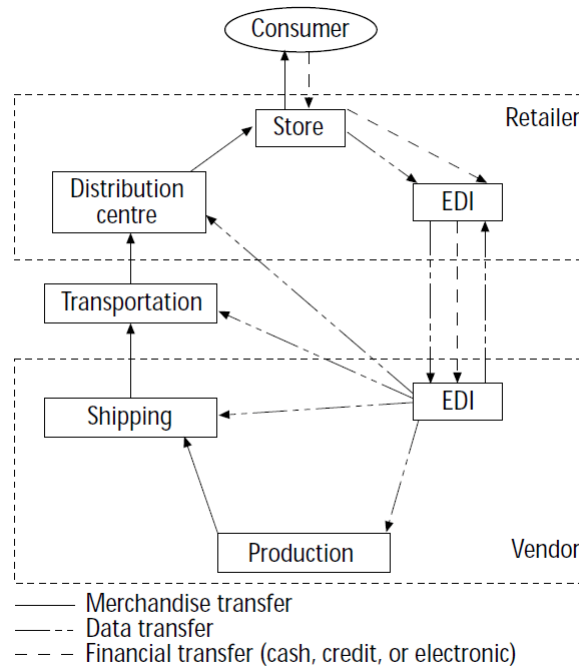 Consumer
Retailer
Store
Distribution
centre
EDI
Transportation
Shipping
EDI
Production
Vendor
Merchandise transfer
Data transfer
Financial transfer (cash, credit, or electronic)